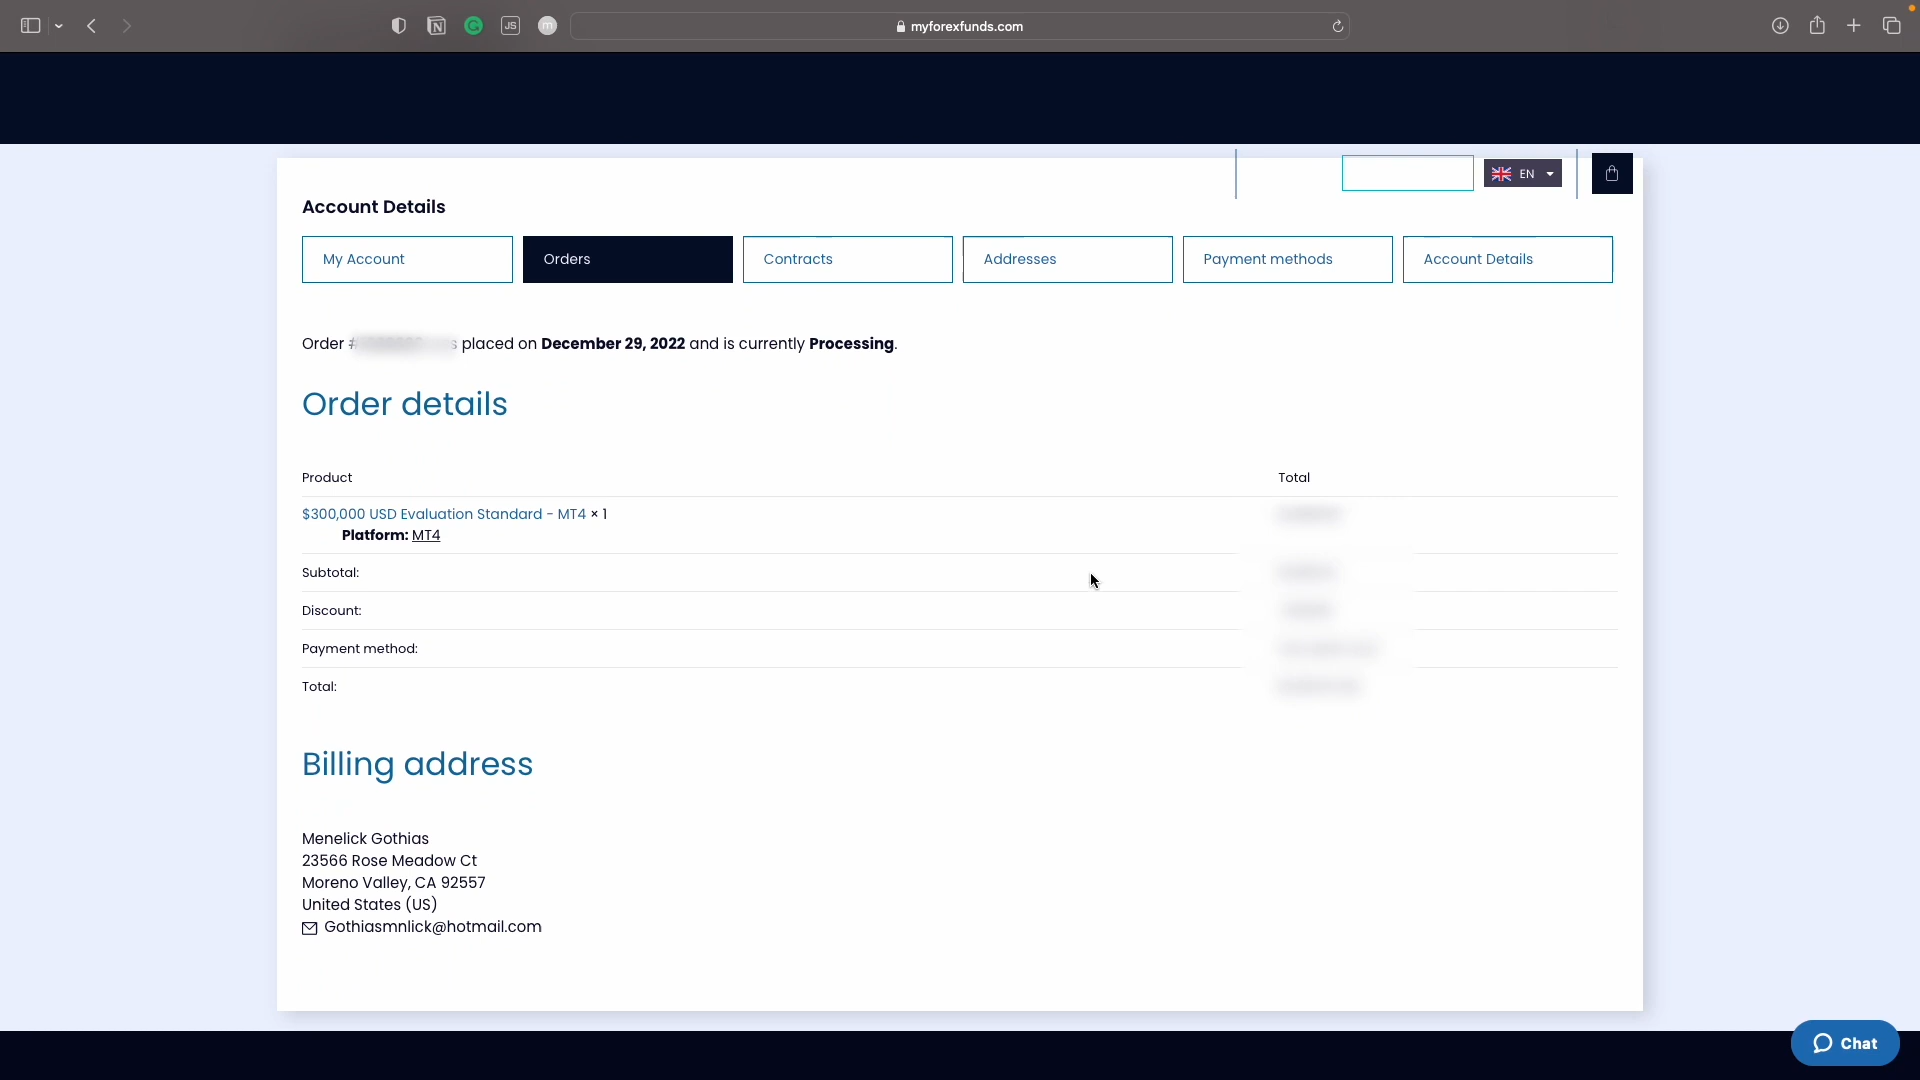 myforexfunds.com
JS
m
EN
Account Details
My Account
Orders
Contracts
Addresses
Payment methods
Account Details
Order # placed on December 29, 2022 and is currently Processing.
Order details
Product Total
$300,000 USD Evaluation Standard - MT4 × 1
Platform: MT4
Subtotal:
Discount:
Payment method:
Total:
Billing address
Menelick Gothias
23566 Rose Meadow Ct
Moreno Valley, CA 92557
United States (US)
Gothiasmnlick@hotmail.com
Chat